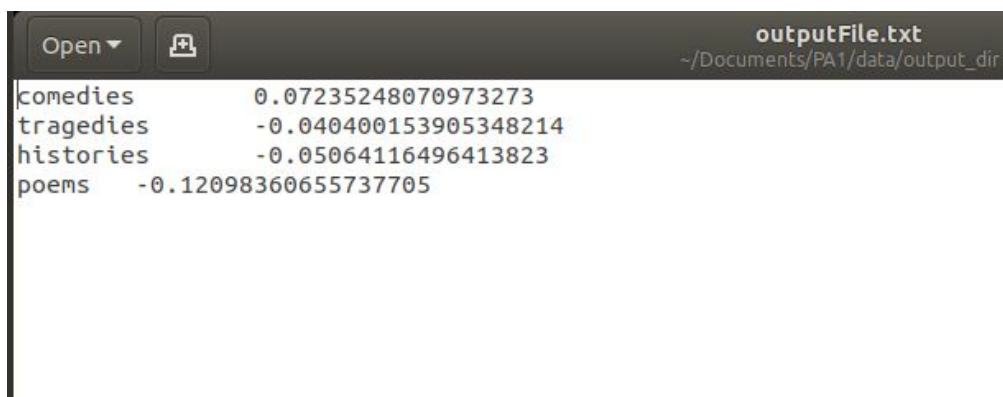 Open
outputFile.txt
~/Documents/PA1/data/output_dir
comedies 0.07235248070973273
tragedies -0.040400153905348214
histories -0.05064116496413823
poems -0.12098360655737705